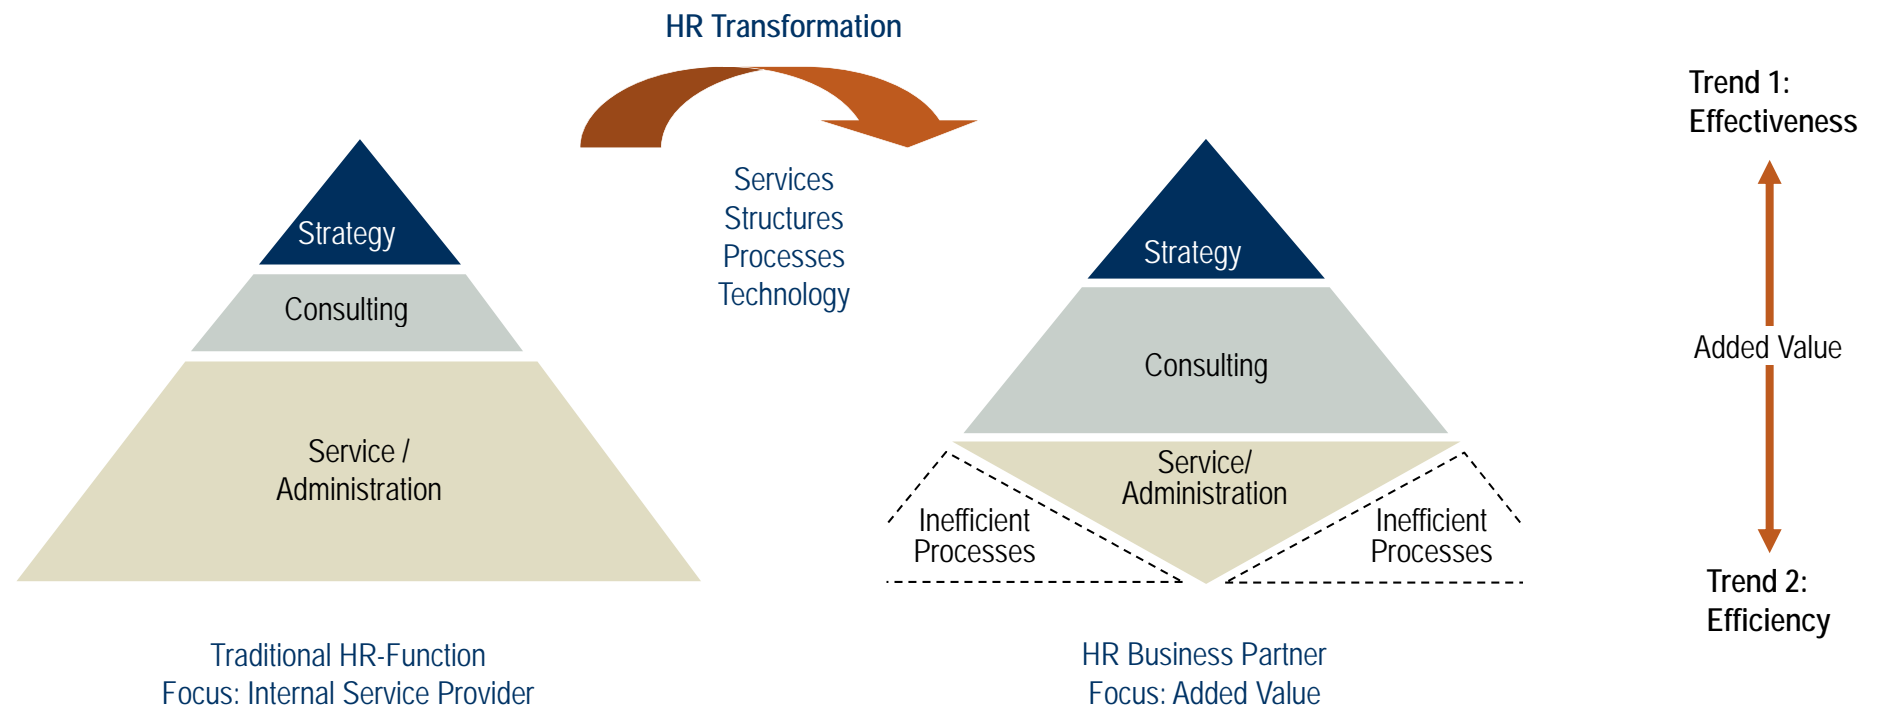 HR Transformation
Services
Structures
Processes
Technology
Strategy
Consulting
Service /
Administration
Traditional HR-Function
Focus: Internal Service Provider
Strategy
Consulting
Service/
Administration
Inefficient
Processes
Inefficient
Processes
HR Business Partner
Focus: Added Value
Trend 1:
Effectiveness
Added Value
Trend 2:
Efficiency